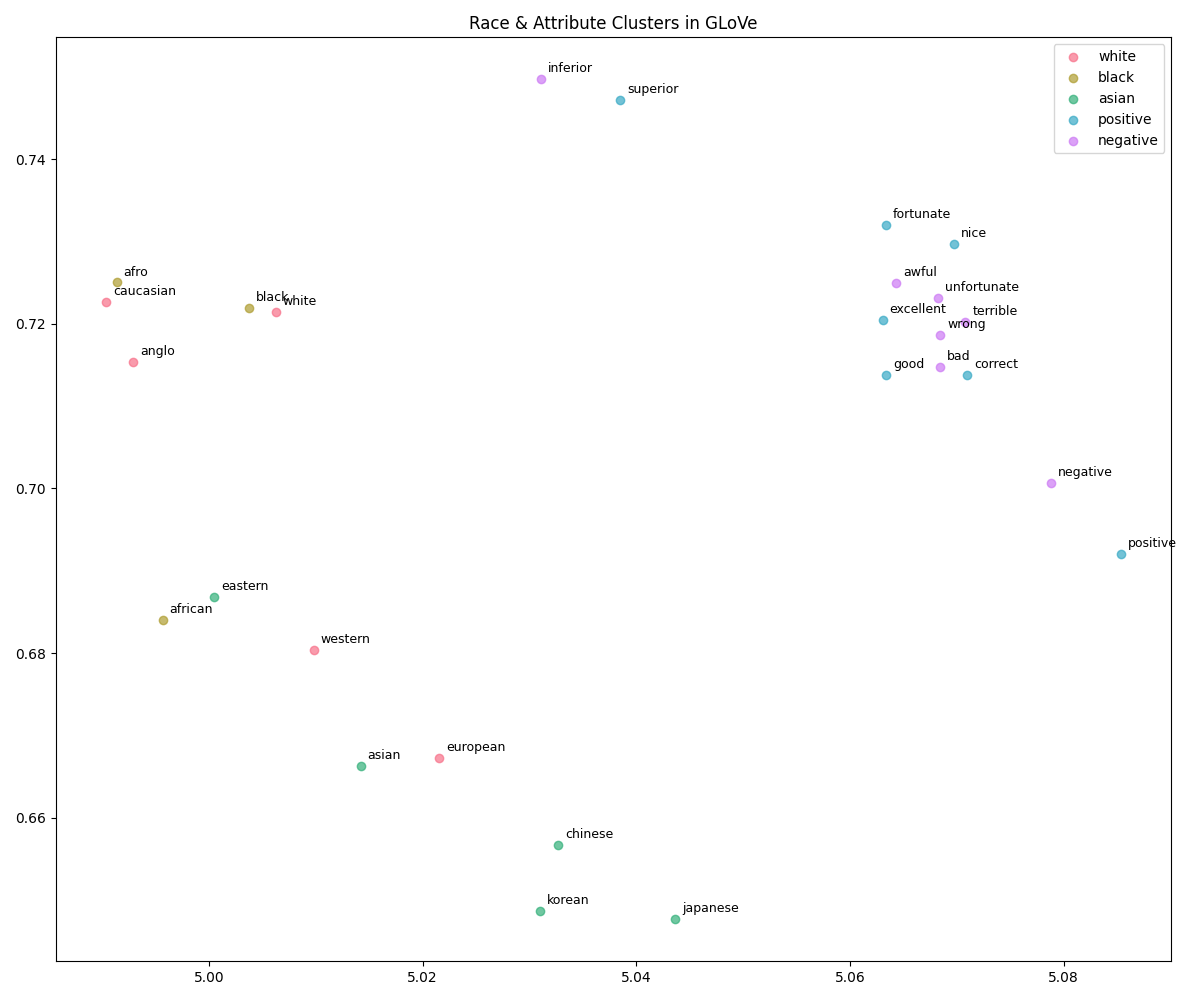 Race & Attribute Clusters in GLoVe
white
black
asian
positive
negative
inferior
superior
fortunate
nice
awful
unfortunate
excellent
terrible
wrong
bad
good
correct
negative
positive
afro
caucasian
black
white
anglo
eastern
african
western
asian
european
chinese
korean
japanese
0.74
0.72
0.70
0.68
0.66
5.00
5.02
5.04
5.06
5.08